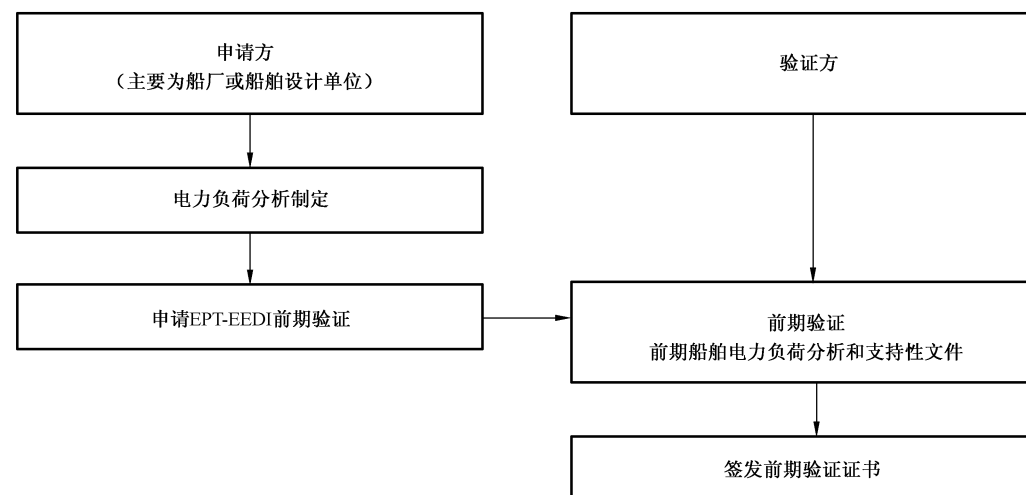 申请方
（主要为船厂或船舶设计单位）
验证方
电力负荷分析制定
申请EPT-EEDI前期验证
前期验证
前期船舶电力负荷分析和支持性文件
签发前期验证证书